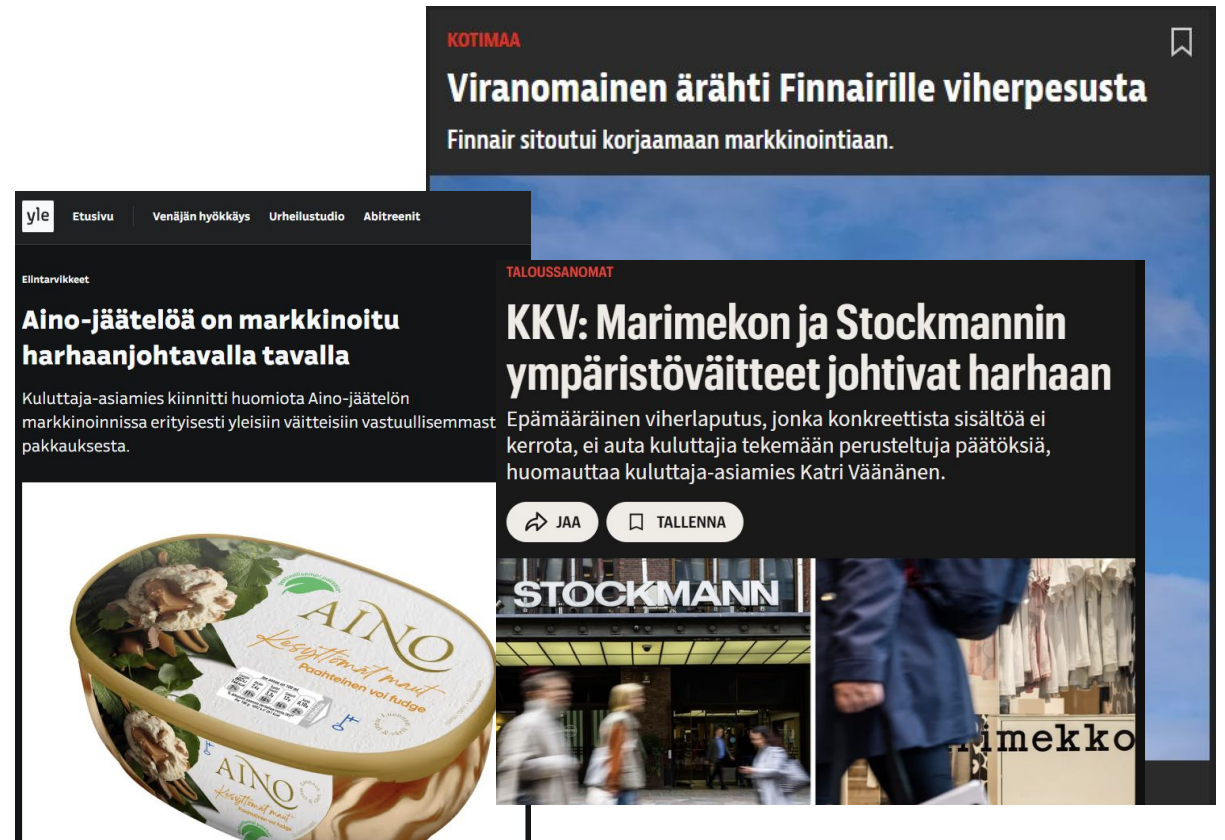 KOTIMAA
Viranomainen ärähti Finnairille viherpesusta
Finnair sitoutui korjaamaan markkinointiaan.
yle Etusivu Venäjän hyökkäys Urheilustudio Abitreenit
Elintarvikkeet
Aino-jäätelöä on markkinoitu
harhaanjohtavalla tavalla
Kuluttaja-asiamies kiinnitti huomiota Aino-jäätelön
markkinoinnissa erityisesti yleisiin väitteisiin vastuullisemmast
pakkauksesta.
AINO
Kesyttömät maut
Paahteinen voi fudge
AINO
Kesyttömät maut
TALOUSSANOMAT
KKV: Marimekon ja Stockmannin
ympäristöväitteet johtivat harhaan
Epämääräinen viherlaputus, jonka konkreettista sisältöä ei
kerrota, ei auta kuluttajia tekemään perusteltuja päätöksiä,
huomauttaa kuluttaja-asiamies Katri Väänänen.
JAA TALLENNA
STOCKMANN
imekko